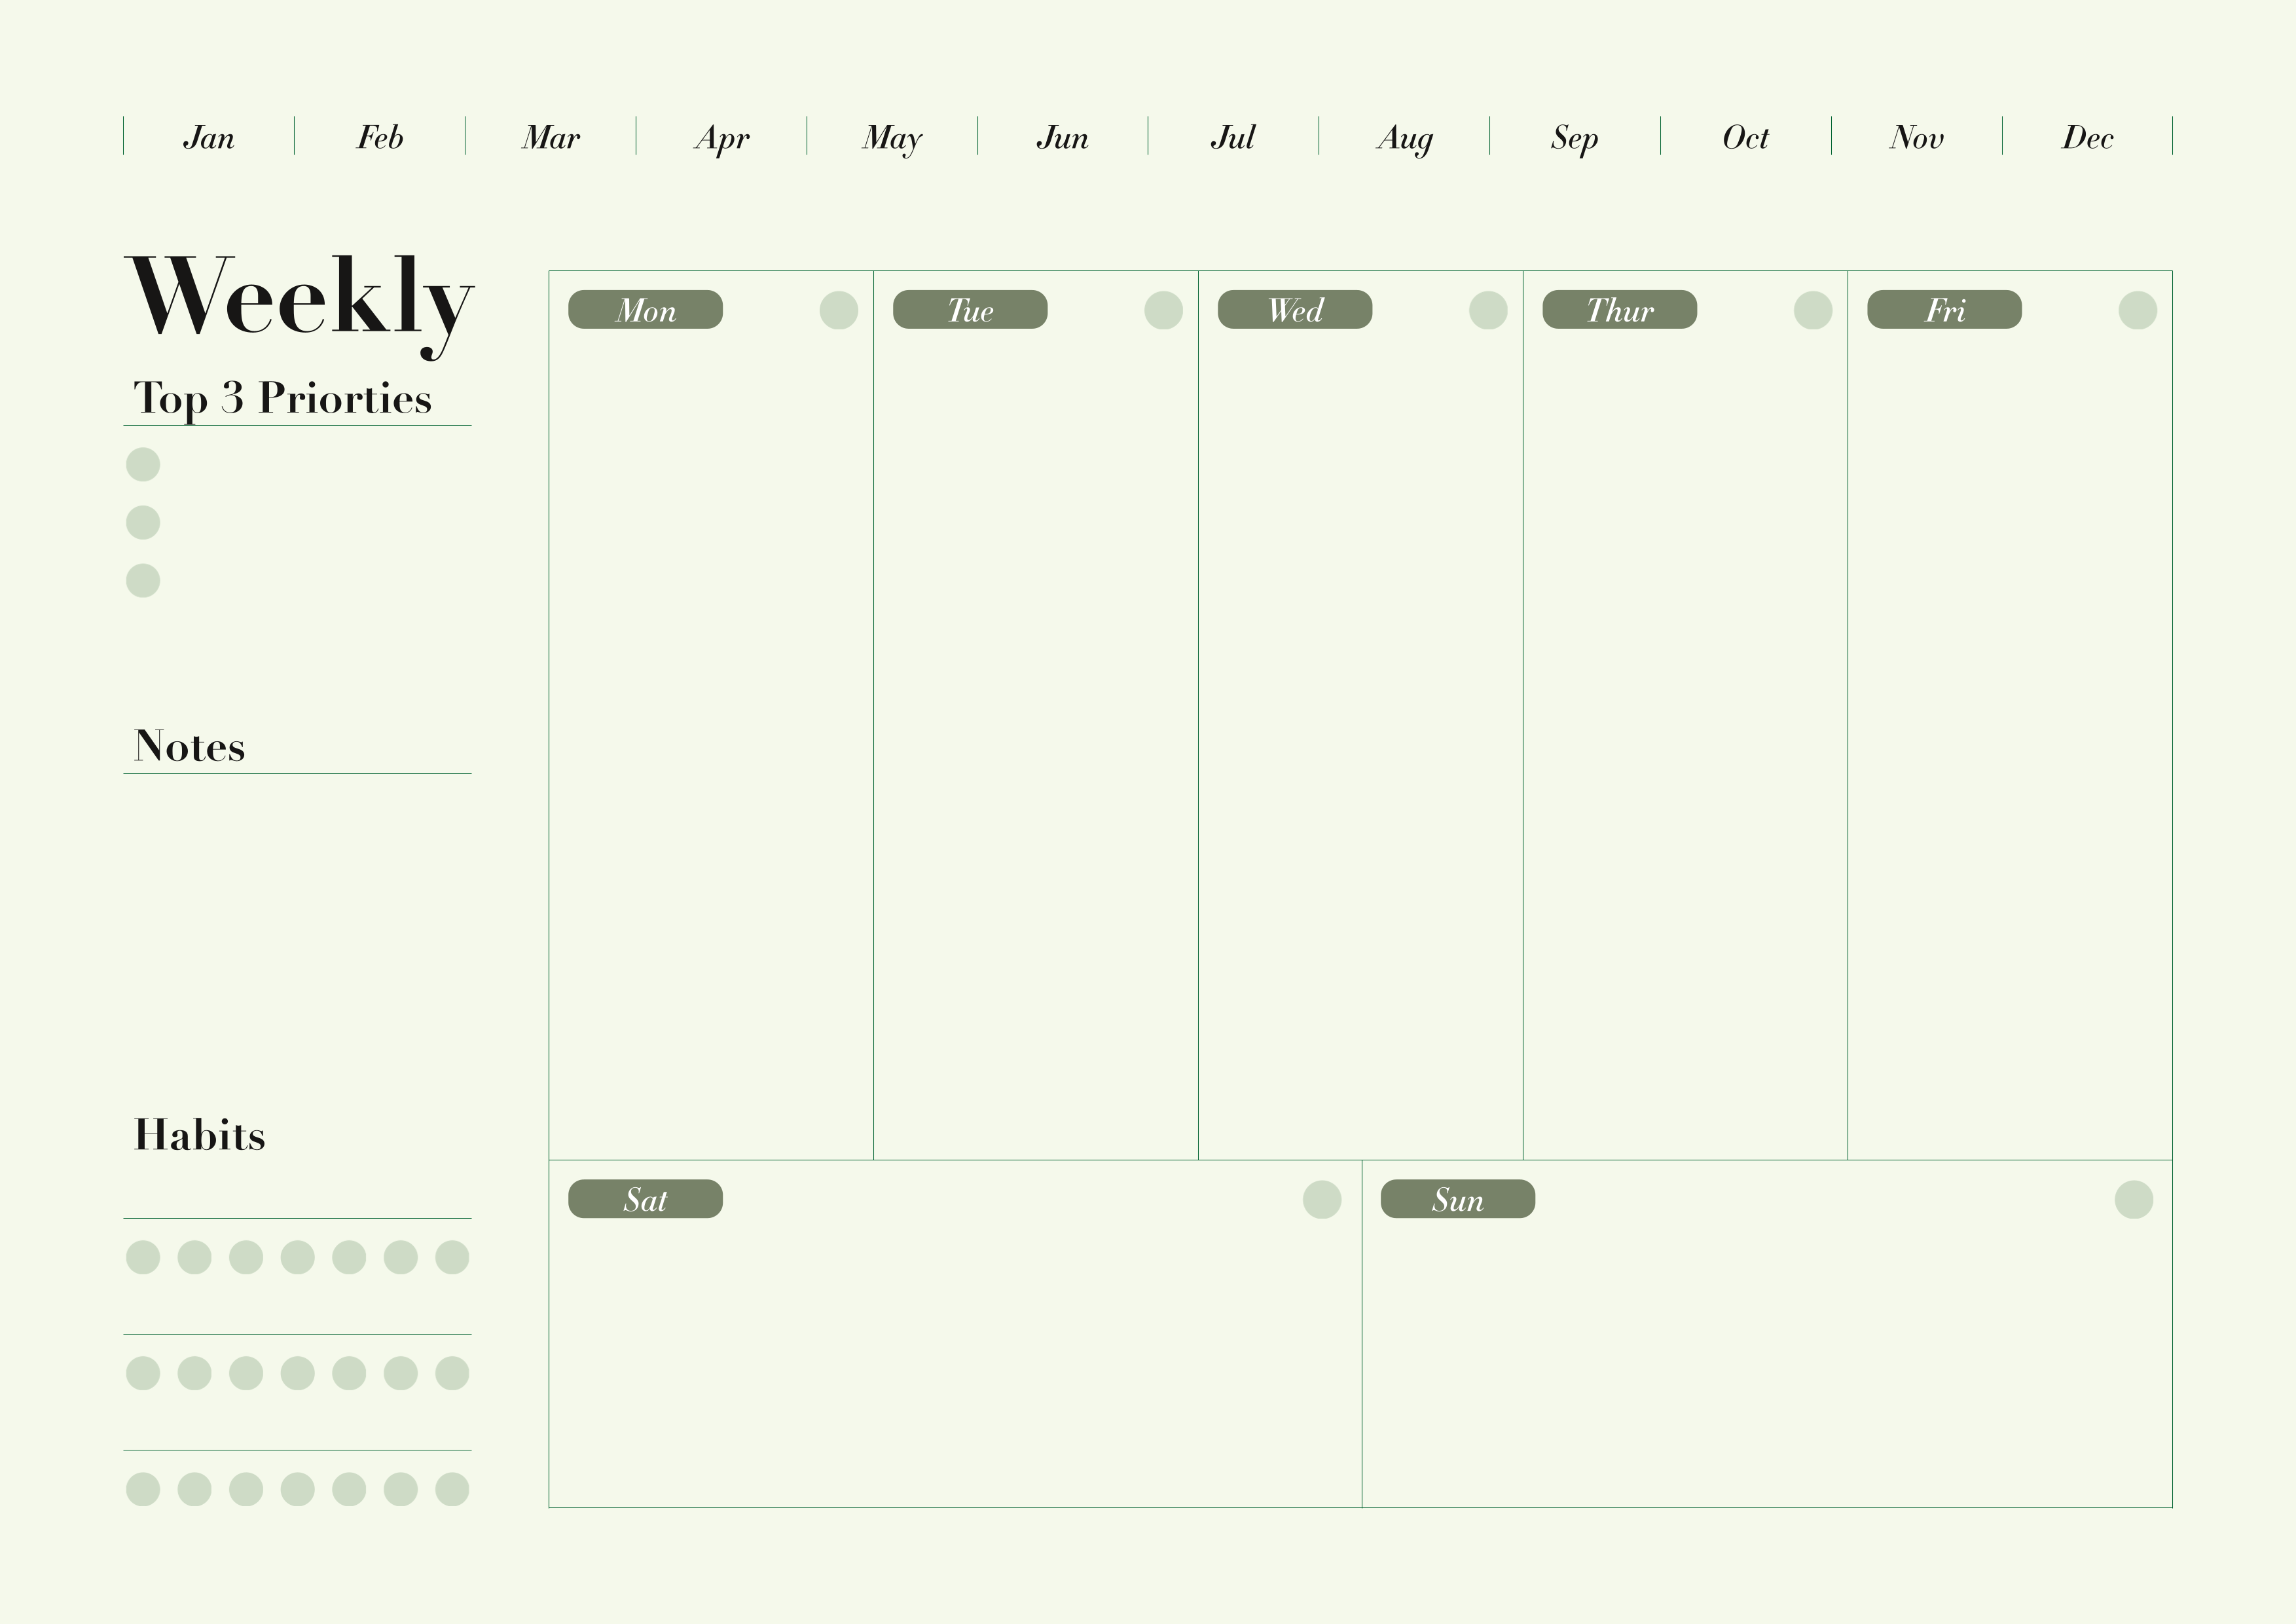 Jan Feb Mar Apr May Jun Jul Aug Sep Oct Nov Dec
Weekly
Top 3 Priorties
Notes
Habits
Mon Tue Wed Thur Fri
Sat Sun